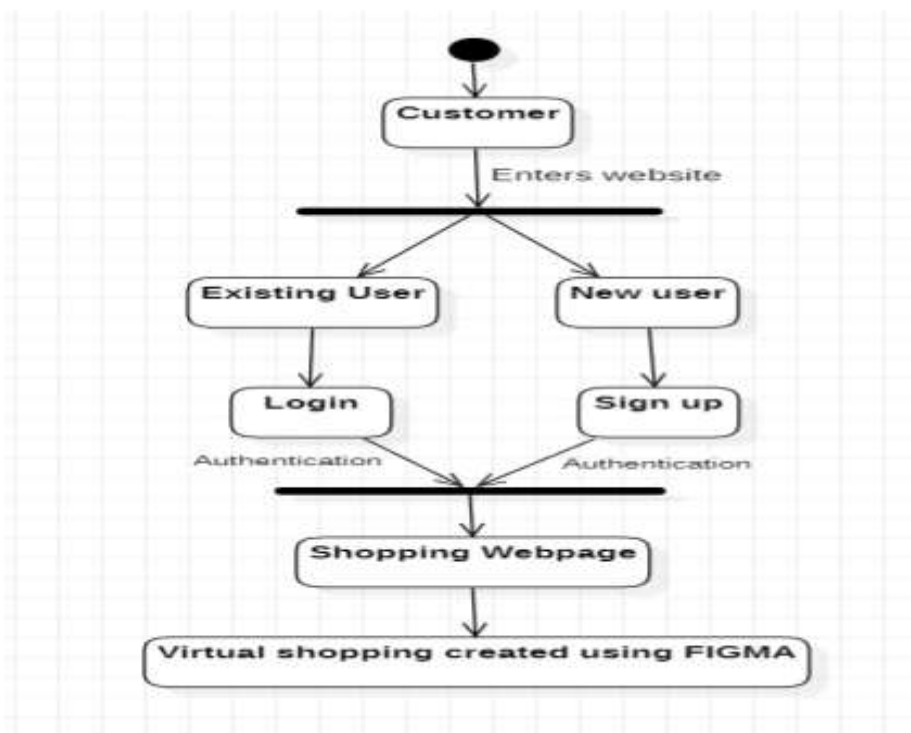 Customer
Enters website
Existing User
New user
Login
Sign up
Authentication
Authentication
Shopping Webpage
Virtual shopping created using FIGMA